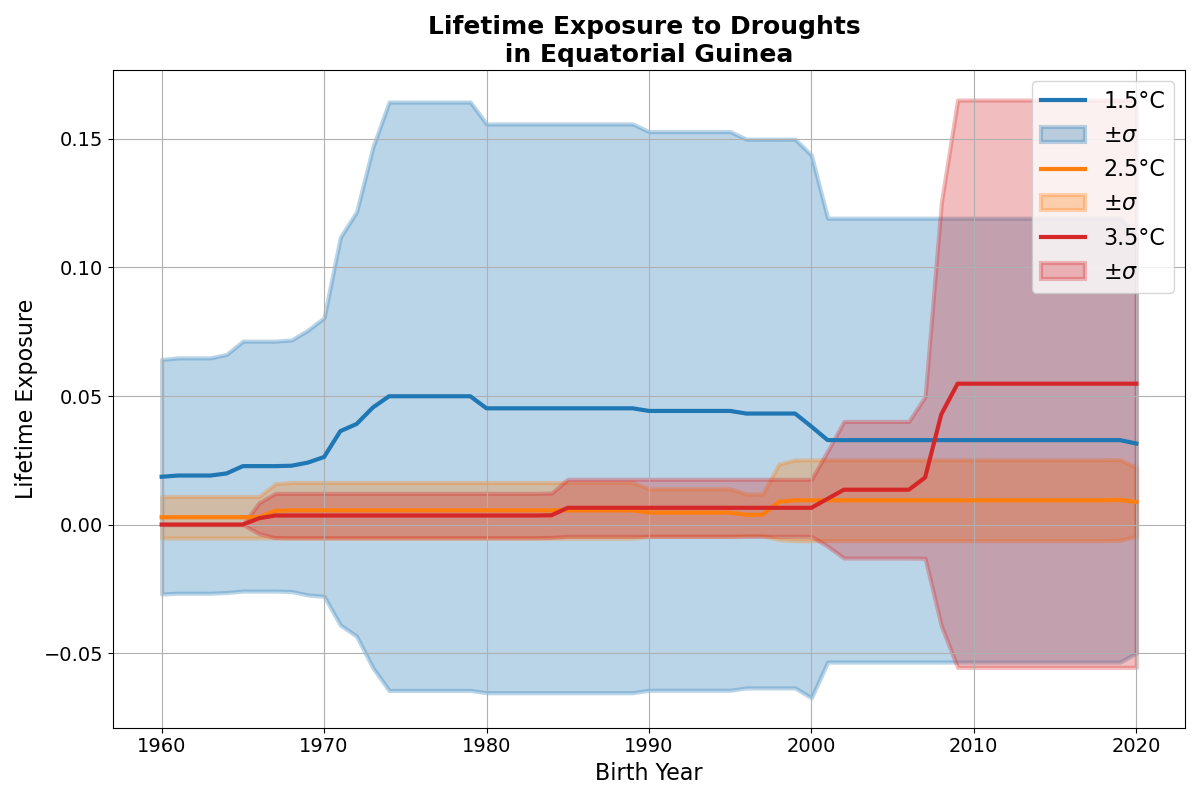 Lifetime Exposure to Droughts
in Equatorial Guinea
Lifetime Exposure
0.15
0.10
0.05
0.00
−0.05
1960
1970
1980
1990
2000
2010
2020
Birth Year
1.5°C
±σ
2.5°C
±σ
3.5°C
±σ